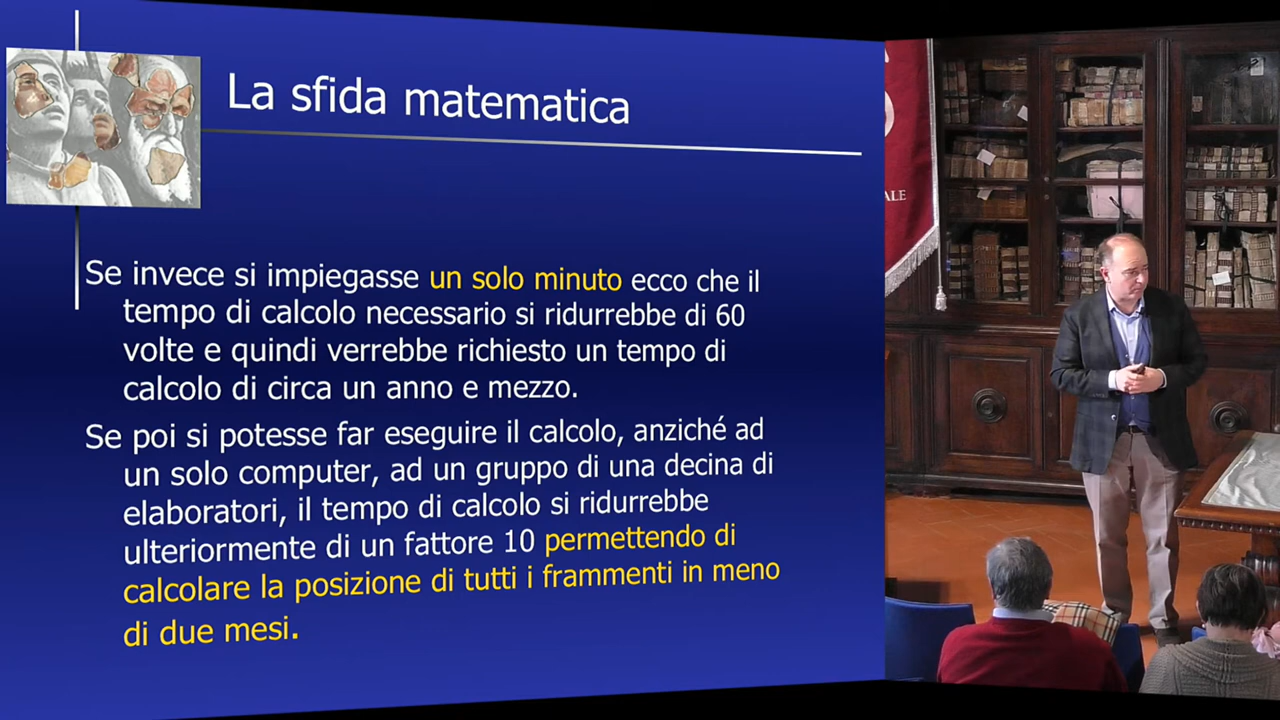 La sfida matematica
Se invece si impiegasse un solo minuto ecco che il
tempo di calcolo necessario si ridurrebbe di 60
volte e quindi verrebbe richiesto un tempo di
calcolo di circa un anno e mezzo.
Se poi si potesse far eseguire il calcolo, anziché ad
un solo computer, ad un gruppo di una decina di
elaboratori, il tempo di calcolo si ridurrebbe
ulteriormente di un fattore 10 permettendo di
calcolare la posizione di tutti i frammenti in meno
di due mesi.
ALE